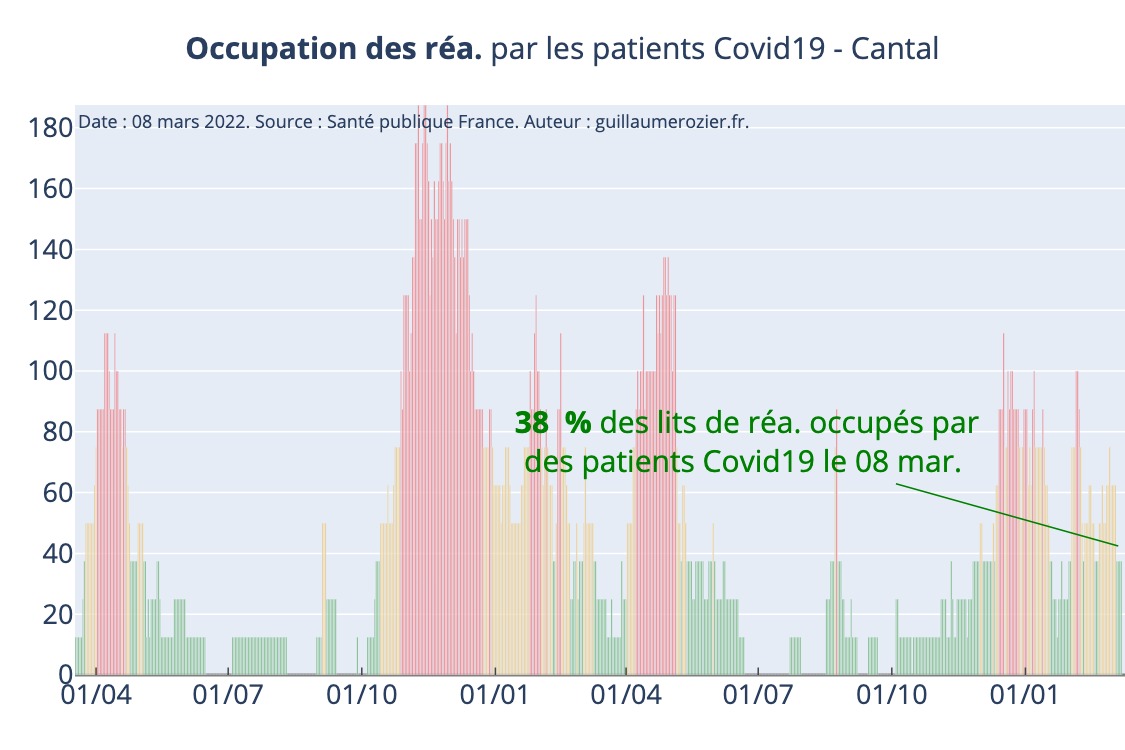 Occupation des réa. par les patients Covid19 - Cantal
Date : 08 mars 2022. Source : Santé publique France. Auteur : guillaumerozier.fr.
180
160
140
120
100
80
60
40
20
0
38 % des lits de réa. occupés par
des patients Covid19 le 08 mar.
01/04 01/07 01/10 01/01 01/04 01/07 01/10 01/01